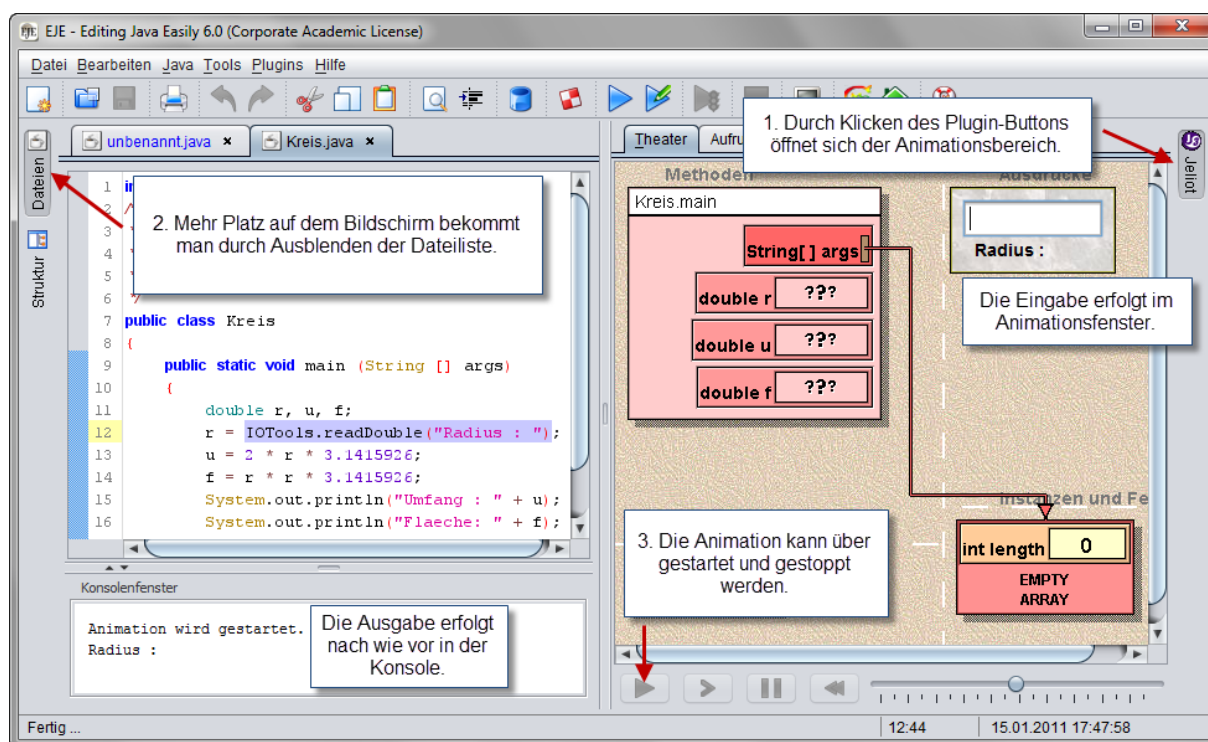 EJE - Editing Java Easily 6.0 (Corporate Academic License)
Datei Bearbeiten Java Tools Plugins Hilfe
Dateien
Struktur
unbenannt.java
Kreis.java
Theater
1. Durch Klicken des Plugin-Buttons
öffnet sich der Animationsbereich.
Jeliot
2. Mehr Platz auf dem Bildschirm bekommt
man durch Ausblenden der Dateiliste.
1
2
3
4
5
6 */
7 public class Kreis
8 {
9 public static void main (String [] args)
10 {
11 double r, u, f;
12 r = IOTools.readDouble("Radius : ");
13 u = 2 * r * 3.1415926;
14 f = r * r * 3.1415926;
15 System.out.println("Umfang : " + u);
16 System.out.println("Flaeche: " + f);
Methoden
Kreis.main
String[ ] args
double r ???
double u ???
double f ???
Ausdrücke
Radius :
Die Eingabe erfolgt im
Animationsfenster.
Instanzen und Fe
int length 0
EMPTY
ARRAY
3. Die Animation kann über
gestartet und gestoppt
werden.
Konsolenfenster
Animation wird gestartet.
Radius :
Die Ausgabe erfolgt
nach wie vor in der
Konsole.
Fertig ...
12:44
15.01.2011 17:47:58